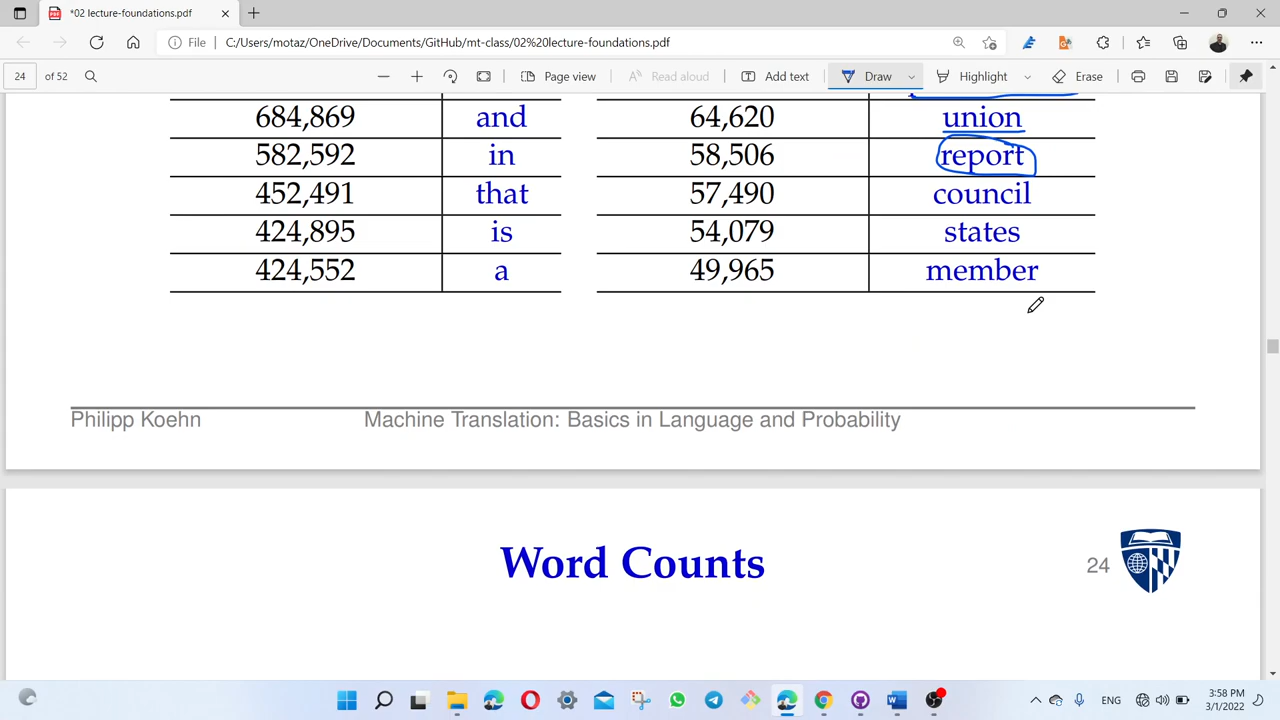 *02 lecture-foundations.pdf
File C:/Users/motaz/OneDrive/Documents/GitHub/mt-class/02%20lecture-foundations.pdf
24 of 52 Page view Read aloud Add text Draw Highlight Erase
684,869 and 64,620 union
582,592 in 58,506 report
452,491 that 57,490 council
424,895 is 54,079 states
424,552 a 49,965 member
Philipp Koehn Machine Translation: Basics in Language and Probability
Word Counts 24
ENG 3:58 PM
3/1/2022